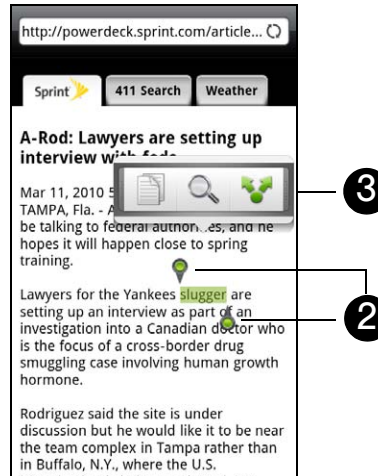 http://powerdeck.sprint.com/article...
Sprint
411 Search
Weather
A-Rod: Lawyers are setting up
interview with feds
Mar 11, 2010 5
TAMPA, Fla. - A
be talking to federal authorities, and he
hopes it will happen close to spring
training.
3
Lawyers for the Yankees slugger are
setting up an interview as part of an
investigation into a Canadian doctor who
is the focus of a cross-border drug
smuggling case involving human growth
hormone.
2
Rodriguez said the site is under
discussion but he would like it to be near
the team complex in Tampa rather than
in Buffalo, N.Y., where the U.S.